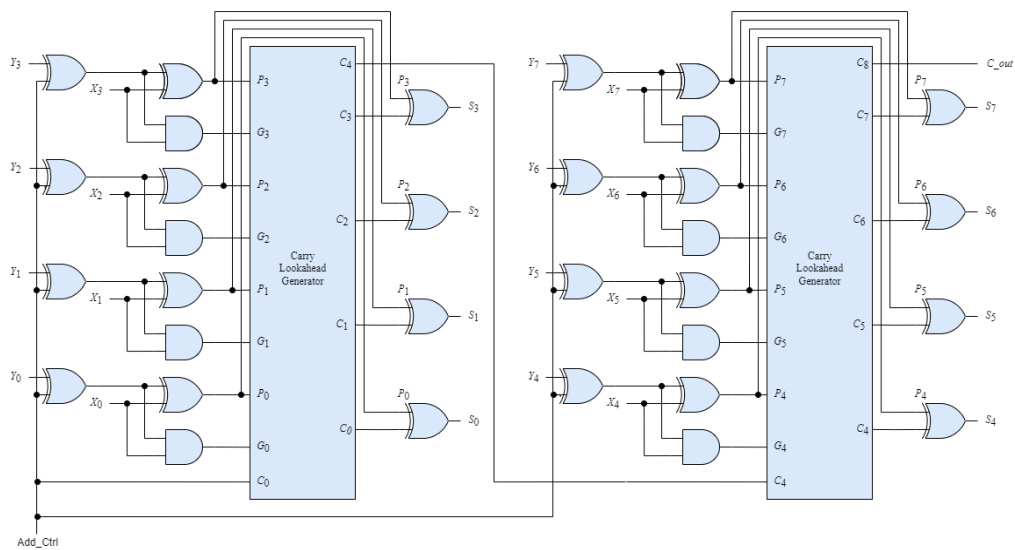 Y3 C4 P3 S3
X3 P3 C3
G3
Y2 P2 S2
X2 P2 C2
G2
Carry
Lookahead
Generator
Y1 P1 S1
X1 P1 C1
G1
Y0 P0 S0
X0 P0 C0
G0
C0
Add_Ctrl
Y7 C8 C_out
X7 P7 P7 S7
C7
G7
Y6 P6 S6
X6 P6 C6
G6
Carry
Lookahead
Generator
Y5 P5 S5
X5 P5 C5
G5
Y4 P4 S4
X4 P4 C4
G4
C4